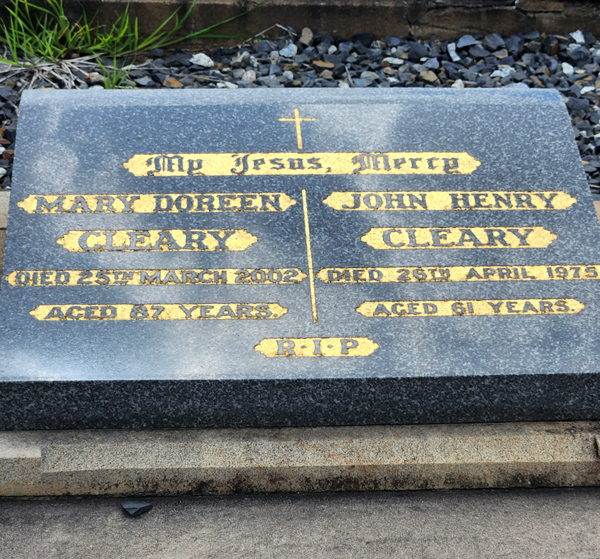 My Jesus, Mercy
MARY DOREEN
CLEARY
DIED 25TH MARCH 2002
AGED 87 YEARS.
JOHN HENRY
CLEARY
DIED 26TH APRIL 1975
AGED 61 YEARS.
R·I·P